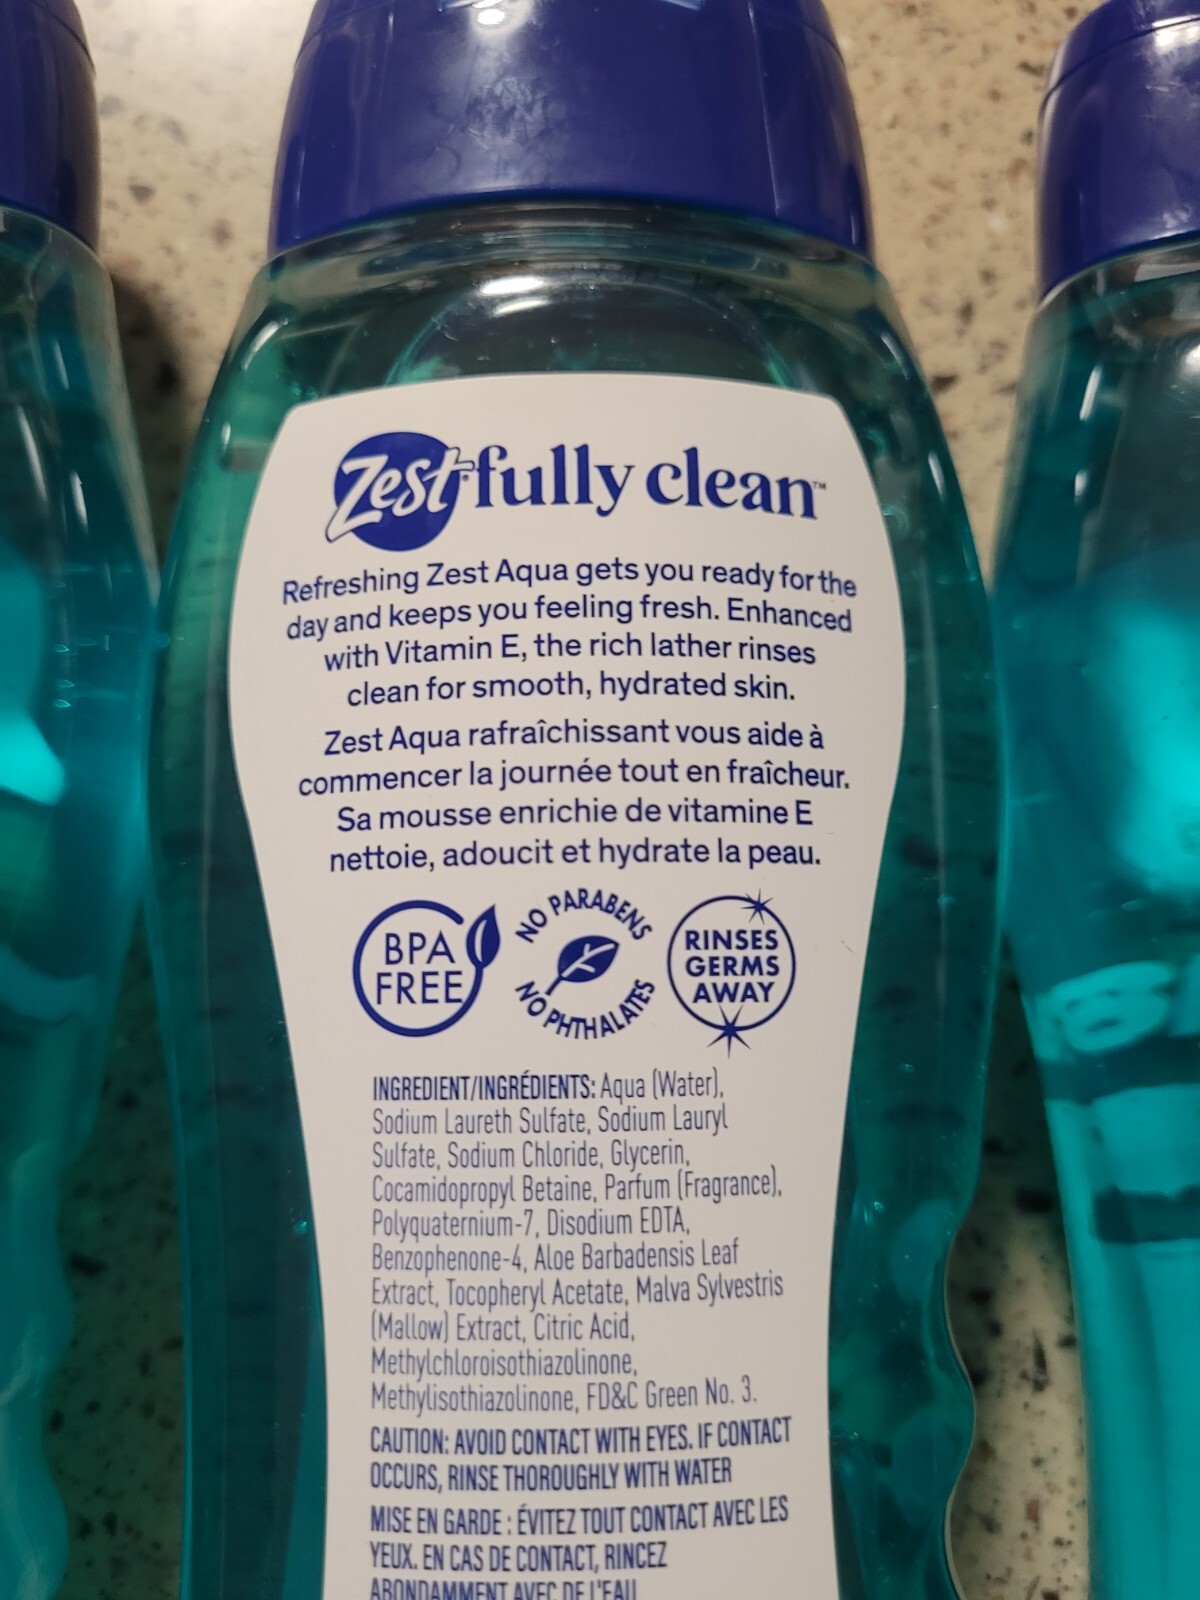 Zest®fully clean™
Refreshing Zest Aqua gets you ready for the
day and keeps you feeling fresh. Enhanced
with Vitamin E, the rich lather rinses
clean for smooth, hydrated skin.
Zest Aqua rafraîchissant vous aide à
commencer la journée tout en fraîcheur.
Sa mousse enrichie de vitamine E
nettoie, adoucit et hydrate la peau.
BPA
FREE
NO PARABENS
NO PHTHALATES
RINSES
GERMS
AWAY
INGREDIENT/INGRÉDIENTS: Aqua (Water),
Sodium Laureth Sulfate, Sodium Lauryl
Sulfate, Sodium Chloride, Glycerin,
Cocamidopropyl Betaine, Parfum (Fragrance),
Polyquaternium-7, Disodium EDTA,
Benzophenone-4, Aloe Barbadensis Leaf
Extract, Tocopheryl Acetate, Malva Sylvestris
(Mallow) Extract, Citric Acid,
Methylchloroisothiazolinone,
Methylisothiazolinone, FD&C Green No. 3.
CAUTION: AVOID CONTACT WITH EYES. IF CONTACT
OCCURS, RINSE THOROUGHLY WITH WATER
MISE EN GARDE : ÉVITEZ TOUT CONTACT AVEC LES
YEUX. EN CAS DE CONTACT, RINCEZ
ABONDAMMENT AVEC DE L'EAU